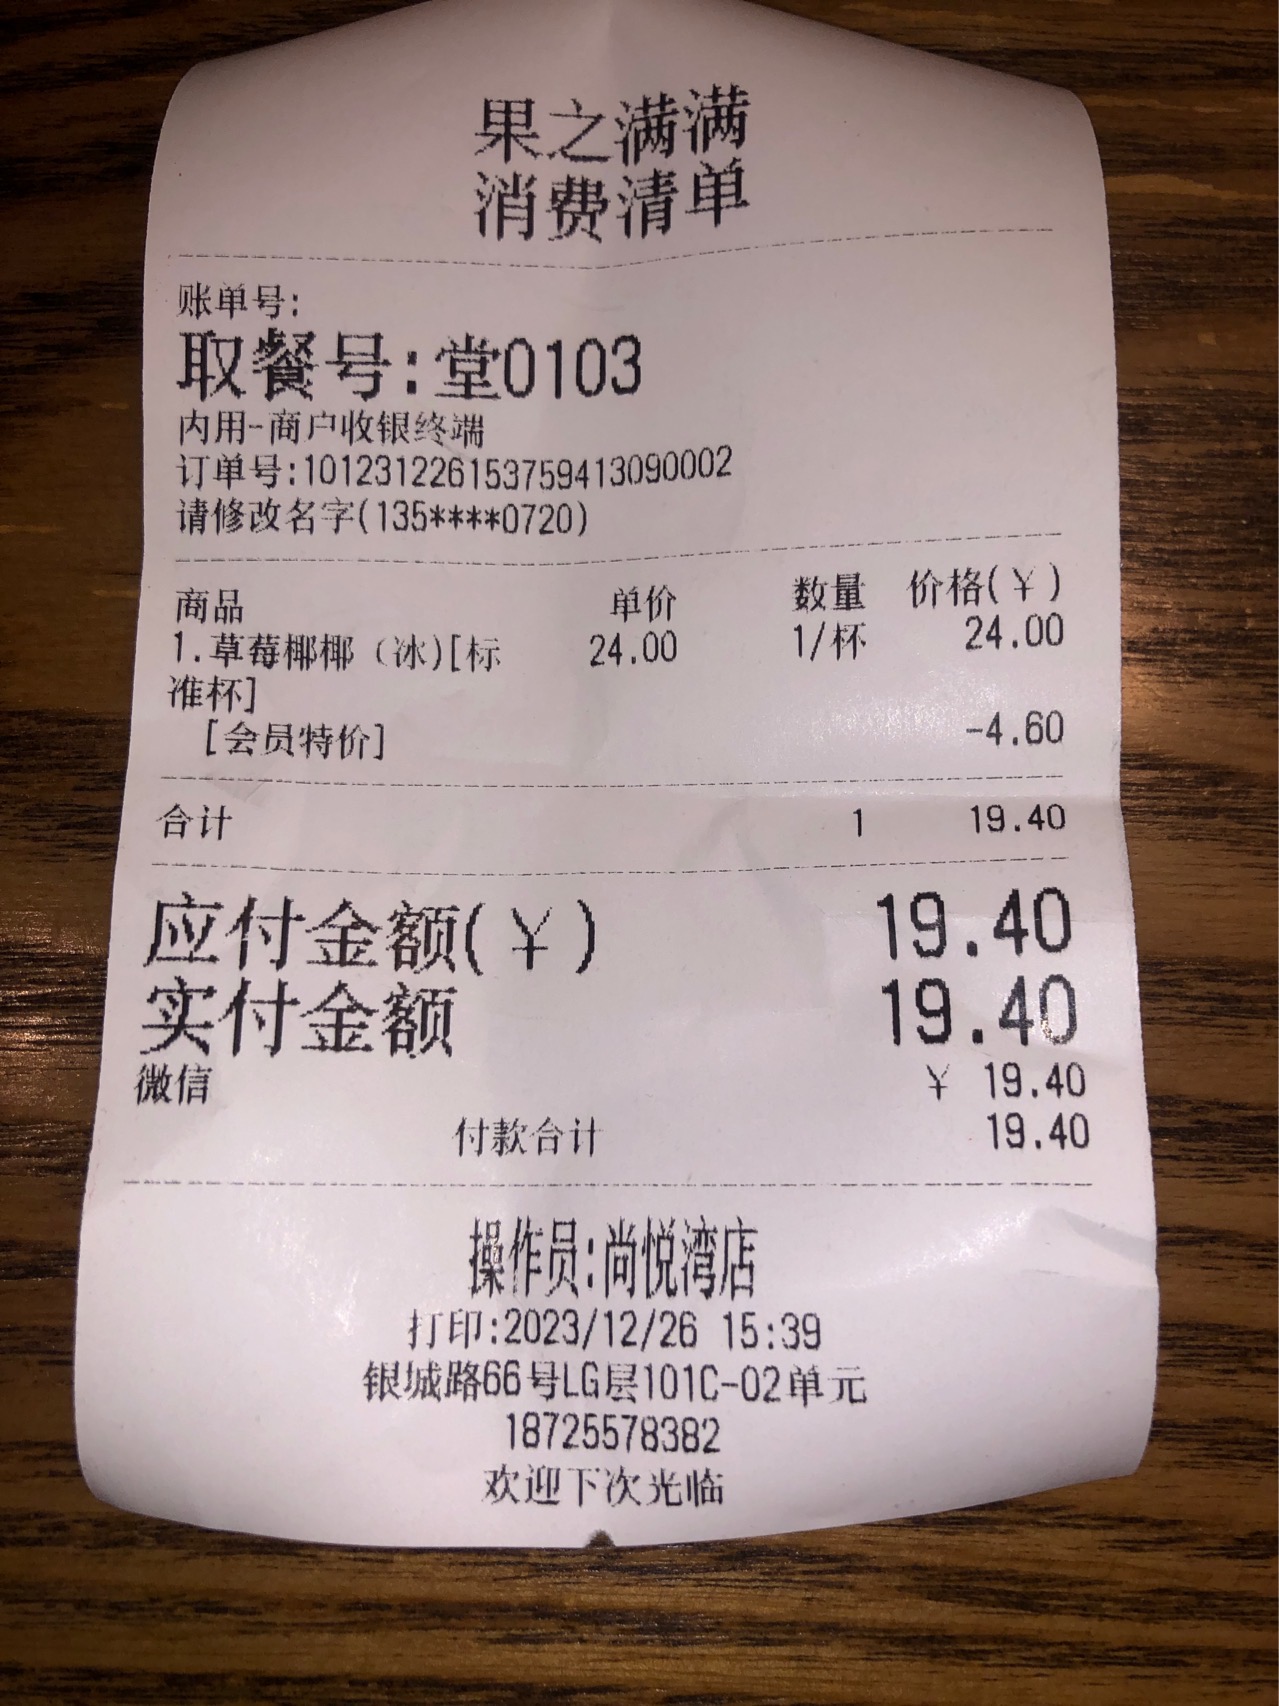 果之满满
消费清单
账单号:
取餐号:堂0103
内用-商户收银终端
订单号:101231226153759413090002
请修改名字(135****0720)
商品 单价 数量 价格(¥)
1.草莓椰椰（冰)[标 24.00 1/杯 24.00
准杯]
[会员特价] -4.60
合计 1 19.40
应付金额(¥) 19.40
实付金额 19.40
微信 ¥ 19.40
付款合计 19.40
操作员:尚悦湾店
打印:2023/12/26 15:39
银城路66号LG层101C-02单元
18725578382
欢迎下次光临